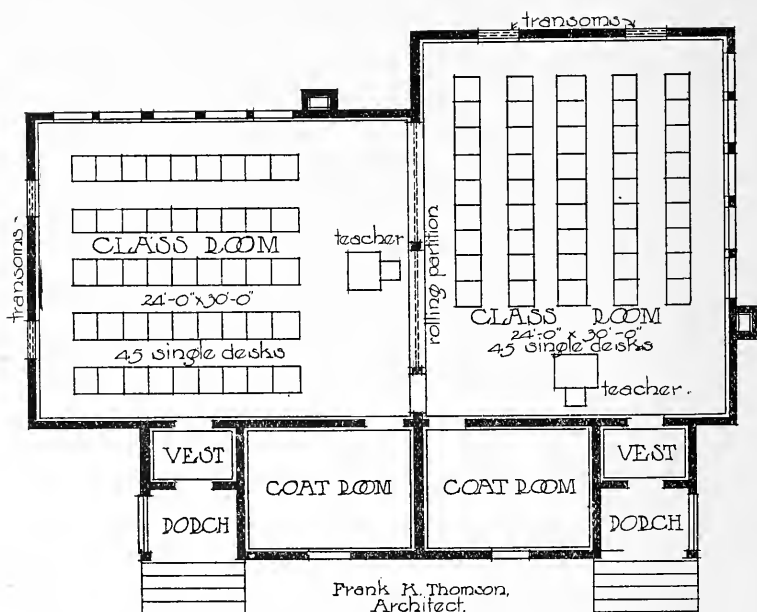 transoms
transoms
CLASS ROOM
24'-0" x 30'-0"
45 single desks
teacher
rolling partition
CLASS ROOM
24'-0" x 30'-0"
45 single desks
teacher.
VEST
COAT ROOM
COAT ROOM
VEST
PORCH
PORCH
Frank K. Thomson,
Architect.